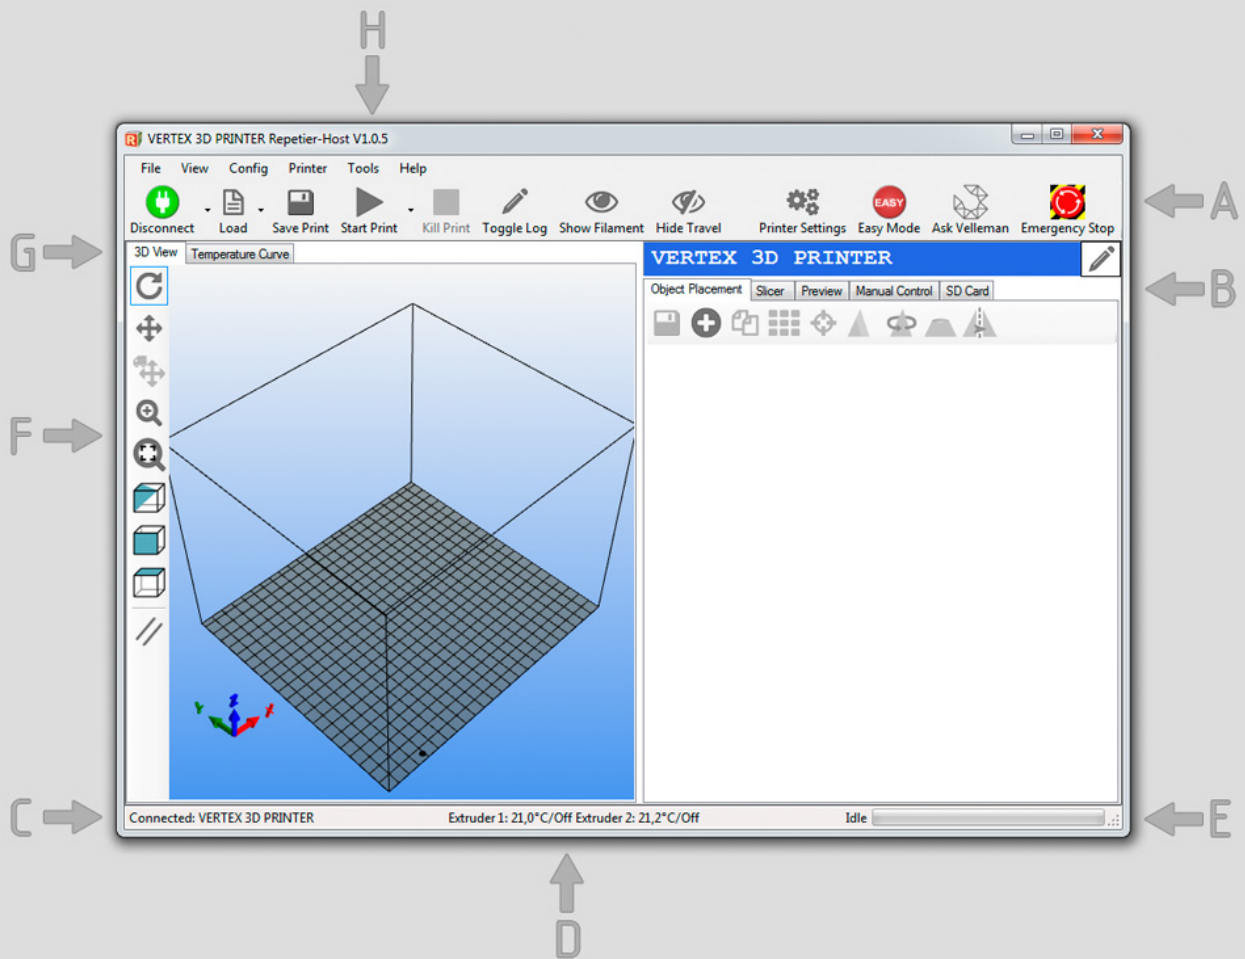 H
VERTEX 3D PRINTER Repetier-Host V1.0.5
File View Config Printer Tools Help
EASY
A
Disconnect Load Save Print Start Print Kill Print Toggle Log Show Filament Hide Travel Printer Settings Easy Mode Ask Velleman Emergency Stop
G
3D View Temperature Curve
VERTEX 3D PRINTER
Object Placement Slicer Preview Manual Control SD Card
B
F
Y Z X
C
Connected: VERTEX 3D PRINTER Extruder 1: 21,0°C/Off Extruder 2: 21,2°C/Off Idle
E
D